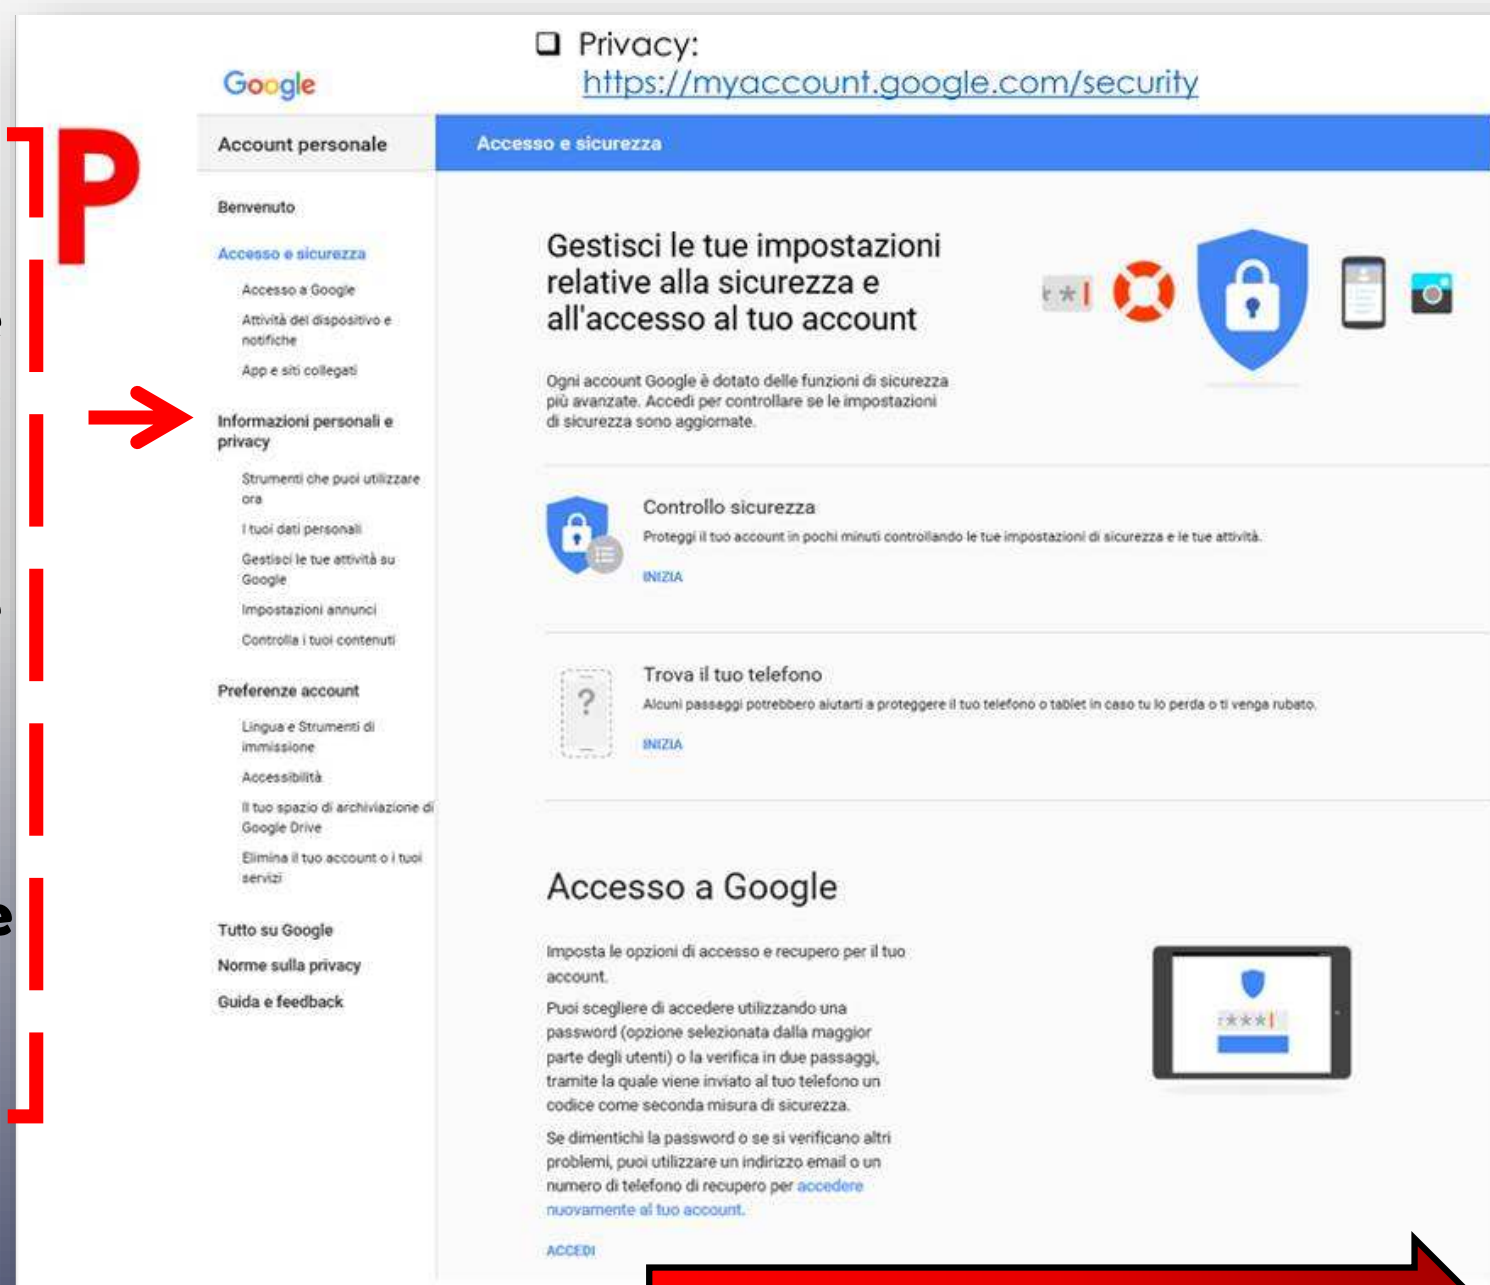 ❑ Privacy:
https://myaccount.google.com/security
Google
P
Account personale
Accesso e sicurezza
Benvenuto
Accesso e sicurezza
Accesso a Google
Attività del dispositivo e
notifiche
App e siti collegati
Informazioni personali e
privacy
Strumenti che puoi utilizzare
ora
I tuoi dati personali
Gestisci le tue attività su
Google
Impostazioni annunci
Controlla i tuoi contenuti
Preferenze account
Lingua e Strumenti di
immissione
Accessibilità
Il tuo spazio di archiviazione di
Google Drive
Elimina il tuo account o i tuoi
servizi
Tutto su Google
Norme sulla privacy
Guida e feedback
Gestisci le tue impostazioni
relative alla sicurezza e
all'accesso al tuo account
Ogni account Google è dotato delle funzioni di sicurezza
più avanzate. Accedi per controllare se le impostazioni
di sicurezza sono aggiornate.
Controllo sicurezza
Proteggi il tuo account in pochi minuti controllando le tue impostazioni di sicurezza e le tue attività.
INIZIA
?
Trova il tuo telefono
Alcuni passaggi potrebbero aiutarti a proteggere il tuo telefono o tablet in caso tu lo perda o ti venga rubato.
INIZIA
Accesso a Google
Imposta le opzioni di accesso e recupero per il tuo
account.
Puoi scegliere di accedere utilizzando una
password (opzione selezionata dalla maggior
parte degli utenti) o la verifica in due passaggi,
tramite la quale viene inviato al tuo telefono un
codice come seconda misura di sicurezza.
Se dimentichi la password o se si verificano altri
problemi, puoi utilizzare un indirizzo email o un
numero di telefono di recupero per accedere
nuovamente al tuo account.
ACCEDI